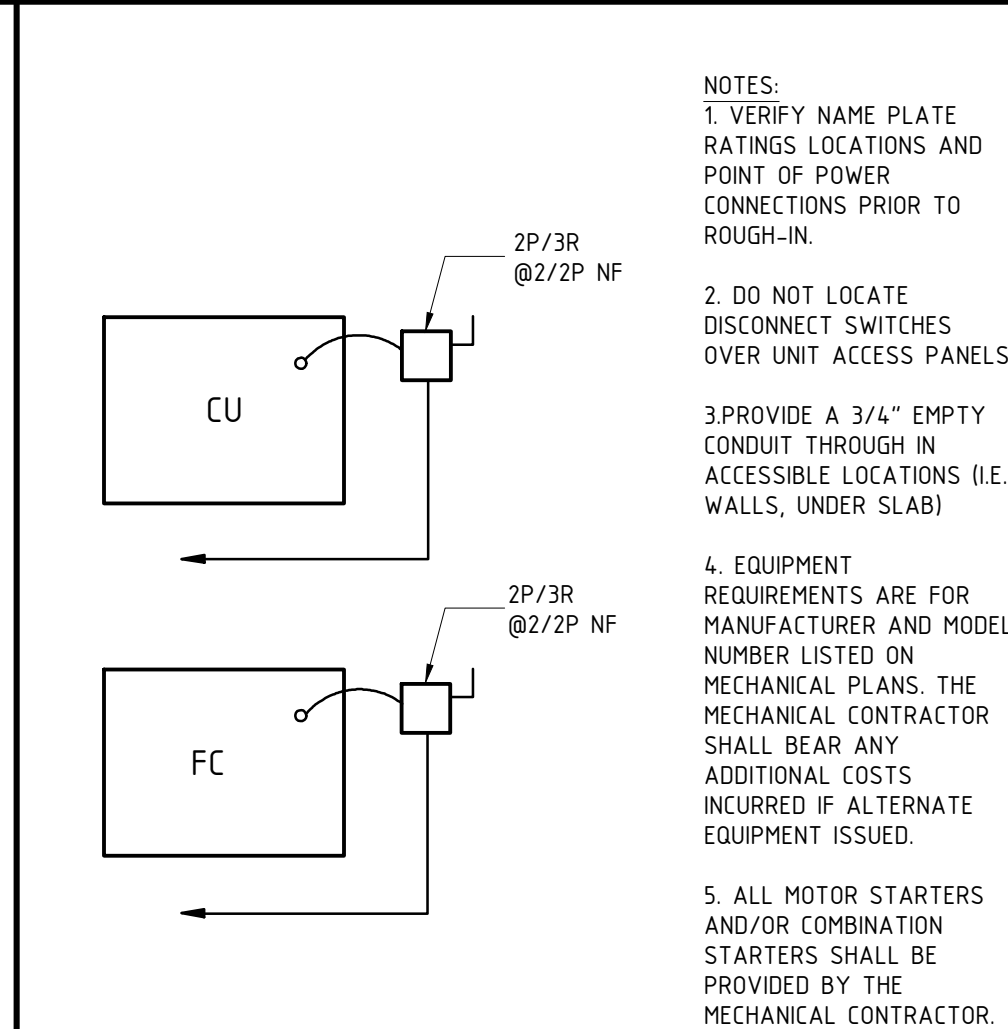 2P/3R
@2/2P NF
CU
2P/3R
@2/2P NF
FC
NOTES:
1. VERIFY NAME PLATE
RATINGS LOCATIONS AND
POINT OF POWER
CONNECTIONS PRIOR TO
ROUGH-IN.
2. DO NOT LOCATE
DISCONNECT SWITCHES
OVER UNIT ACCESS PANELS
3.PROVIDE A 3/4" EMPTY
CONDUIT THROUGH IN
ACCESSIBLE LOCATIONS (I.E.
WALLS, UNDER SLAB)
4. EQUIPMENT
REQUIREMENTS ARE FOR
MANUFACTURER AND MODEL
NUMBER LISTED ON
MECHANICAL PLANS. THE
MECHANICAL CONTRACTOR
SHALL BEAR ANY
ADDITIONAL COSTS
INCURRED IF ALTERNATE
EQUIPMENT ISSUED.
5. ALL MOTOR STARTERS
AND/OR COMBINATION
STARTERS SHALL BE
PROVIDED BY THE
MECHANICAL CONTRACTOR.